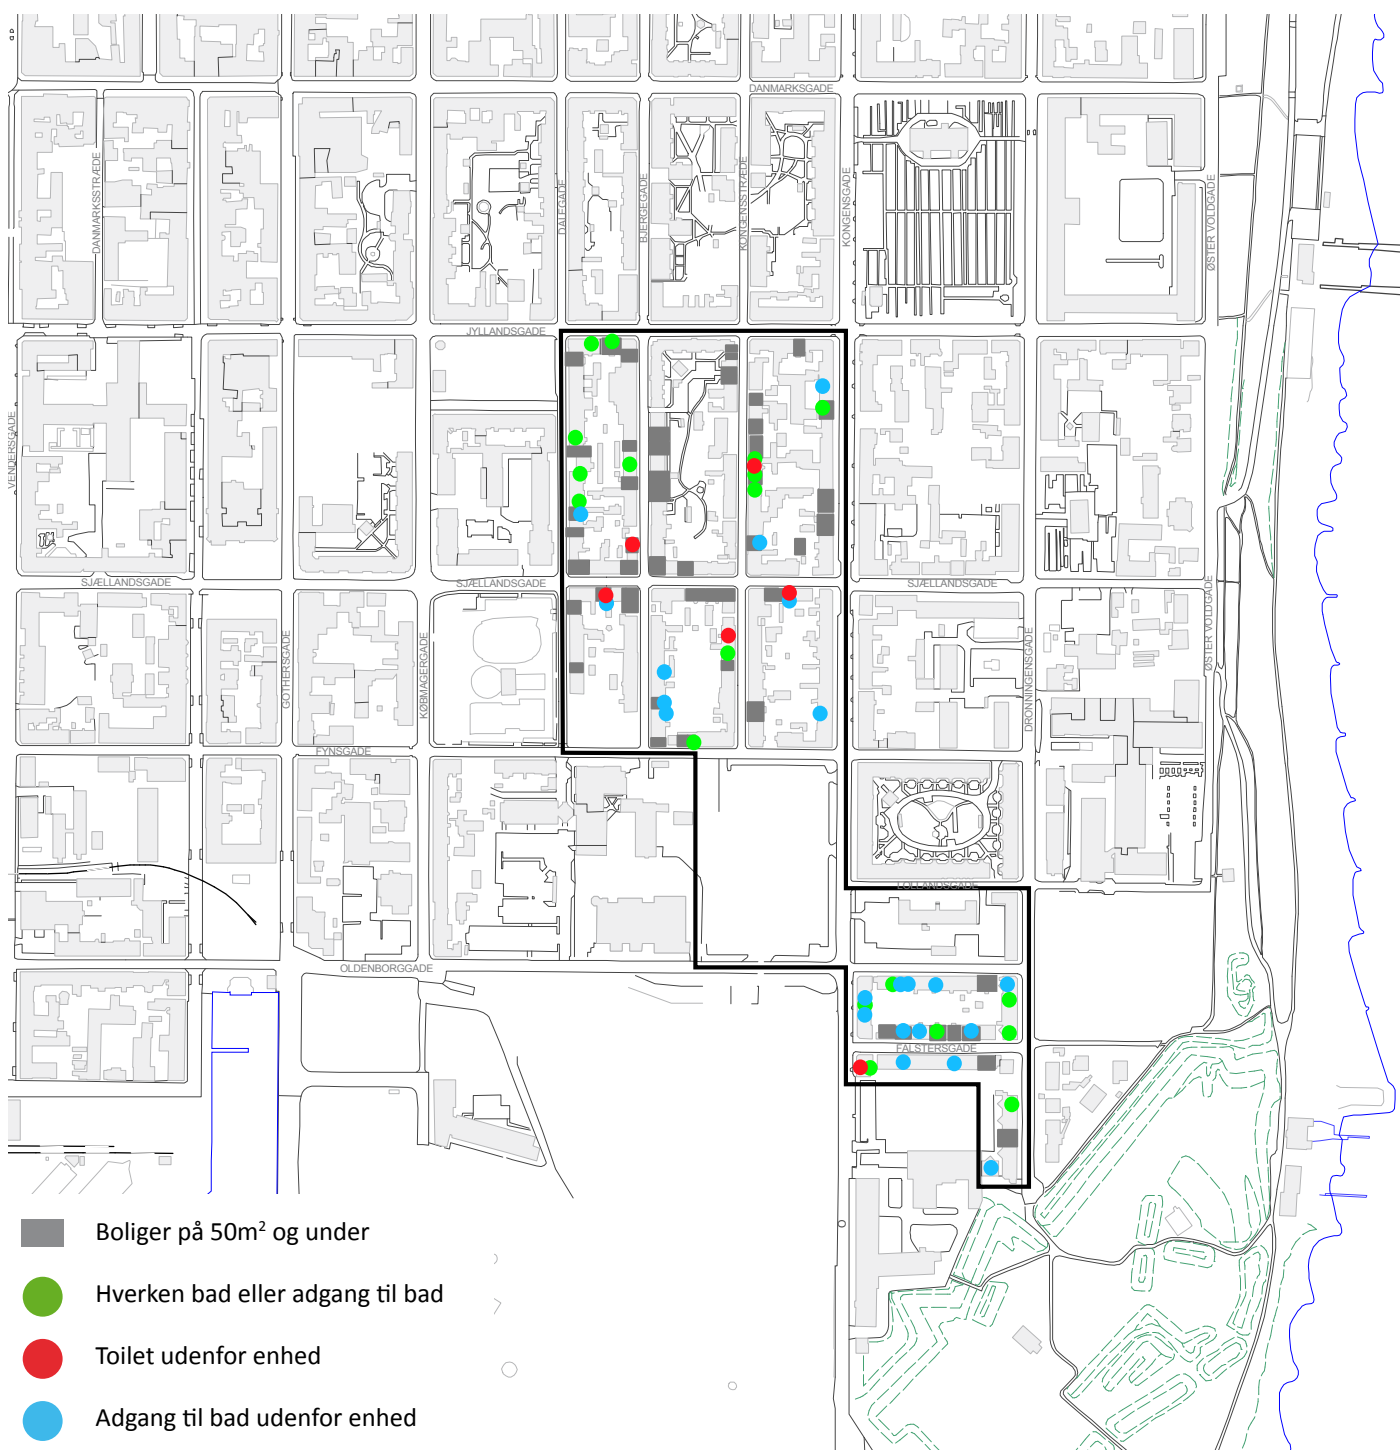 DANMARKSGADE
DANMARKSSTRÆDE
DALEGADE
BJERGEGADE
KONGENSSTRÆDE
KONGENSGADE
ØSTER VOLDGADE
JYLLANDSGADE
VENDERSGADE
SJÆLLANDSGADE
SJÆLLANDSGADE
SJÆLLANDSGADE
GOTHERSGADE
KØBMAGERGADE
DRONNINGENSGADE
ØSTER VOLDGADE
FYNSGADE
LOLLANDSGADE
OLDENBORGGADE
FALSTERSGADE
Boliger på 50m² og under
Hverken bad eller adgang til bad
Toilet udenfor enhed
Adgang til bad udenfor enhed